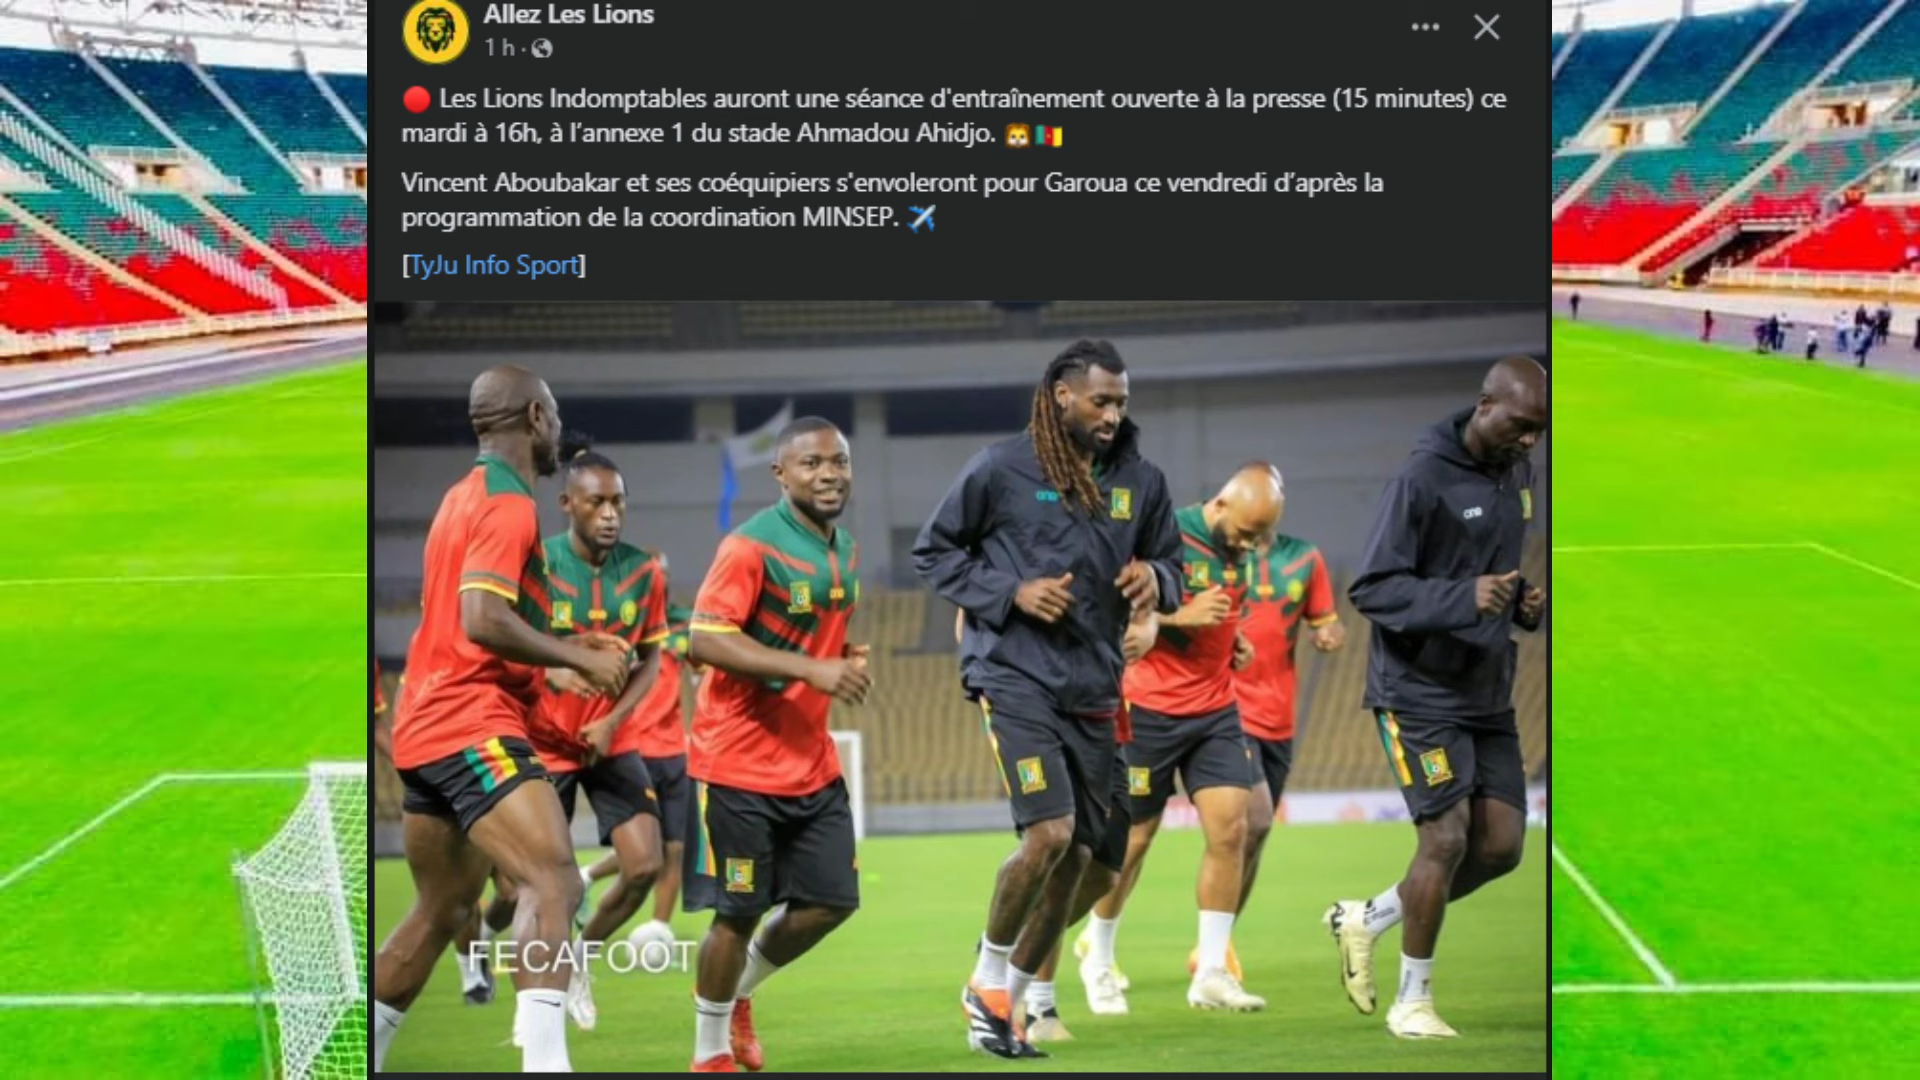 Allez Les Lions
1 h ·
Les Lions Indomptables auront une séance d'entraînement ouverte à la presse (15 minutes) ce
mardi à 16h, à l’annexe 1 du stade Ahmadou Ahidjo.
Vincent Aboubakar et ses coéquipiers s'envoleront pour Garoua ce vendredi d’après la
programmation de la coordination MINSEP.
[TyJu Info Sport]
one
one
FECAFOOT